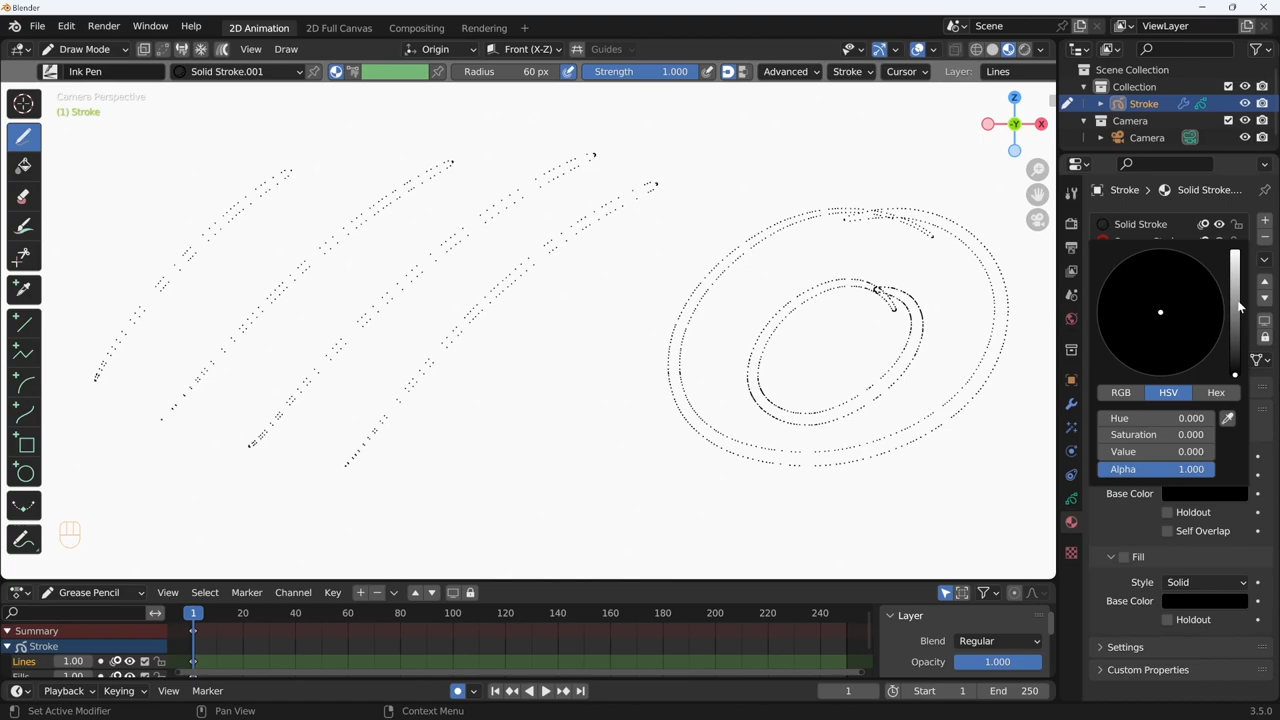 Blender
File Edit Render Window Help 2D Animation 2D Full Canvas Compositing Rendering Scene ViewLayer
Draw Mode View Draw Origin Front (X-Z) Guides
Ink Pen Solid Stroke.001 Radius 60 px Strength 1.000 Advanced Stroke Cursor Layer: Lines
Camera Perspective
(1) Stroke
Z
-Y X
Scene Collection
Collection
Stroke
Camera
Camera
Stroke Solid Stroke....
Solid Stroke
RGB HSV Hex
Hue 0.000
Saturation 0.000
Value 0.000
Alpha 1.000
Base Color
Holdout
Self Overlap
Fill
Style Solid
Base Color
Holdout
Settings
Custom Properties
Grease Pencil View Select Marker Channel Key
1 20 40 60 80 100 120 140 160 180 200 220 240
Summary
Stroke
Lines 1.00
Fills 1.00
Layer
Blend Regular
Opacity 1.000
Playback Keying View Marker 1 Start 1 End 250
Set Active Modifier Pan View Context Menu 3.5.0